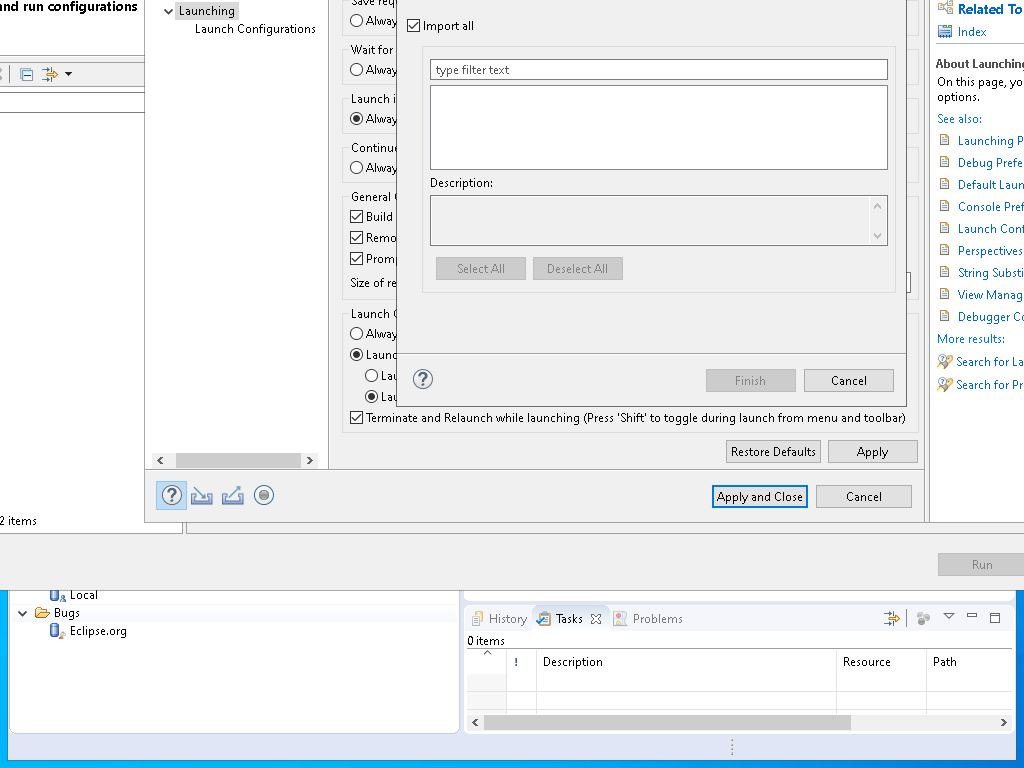 and run configurations
2 items
Launching
Launch Configurations
Save
Alway
Wait for
Alway
Launch i
Alway
Continue
Alway
General
Build
Remo
Prom
Size of re
Launch
Alway
Launc
Lau
Lau
Terminate and Relaunch while launching (Press 'Shift' to toggle during launch from menu and toolbar)
Restore Defaults
Apply
Apply and Close
Cancel
Import all
type filter text
Description:
Select All
Deselect All
Finish
Cancel
Related To
Index
About Launching
On this page, yo
options.
See also:
Launching P
Debug Prefe
Default Laun
Console Pref
Launch Conf
Perspectives
String Substi
View Manag
Debugger Co
More results:
Search for La
Search for Pr
Run
Local
Bugs
Eclipse.org
History
Tasks
Problems
0 items
! Description Resource Path